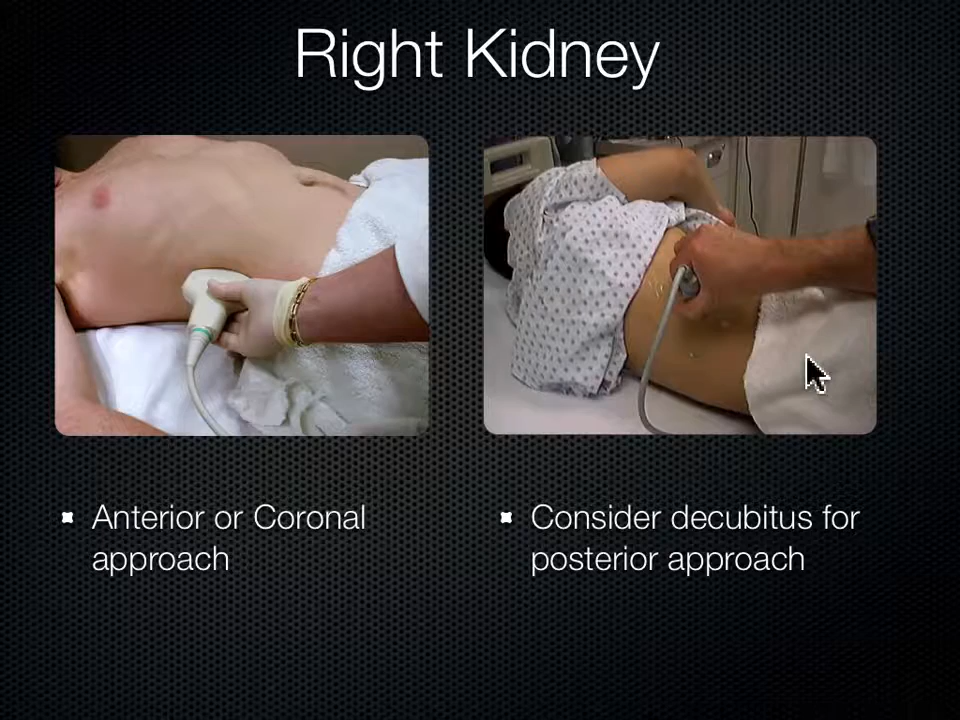 Right Kidney
Anterior or Coronal
approach
Consider decubitus for
posterior approach